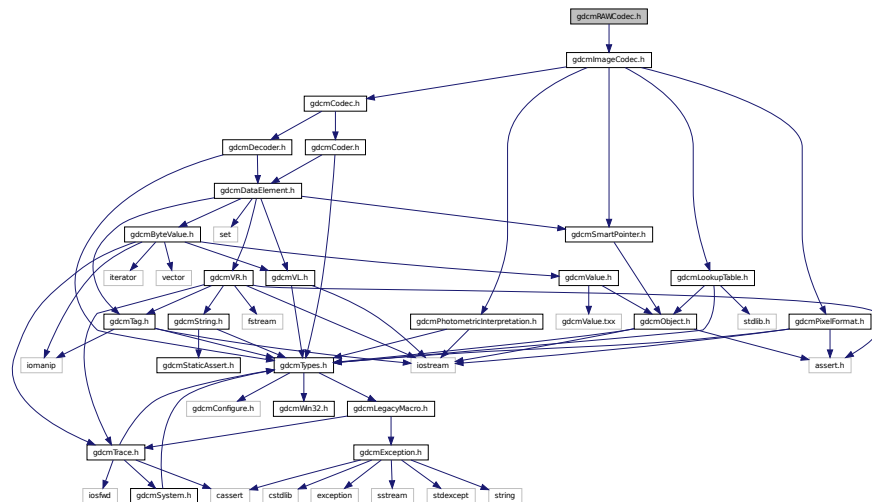 gdcmRAWCodec.h
gdcmImageCodec.h
gdcmCodec.h
gdcmDecoder.h
gdcmCoder.h
gdcmDataElement.h
gdcmByteValue.h
set
gdcmSmartPointer.h
iterator
vector
gdcmVR.h
gdcmVL.h
gdcmValue.h
gdcmLookupTable.h
gdcmTag.h
gdcmString.h
fstream
gdcmPhotometricInterpretation.h
gdcmValue.txx
gdcmObject.h
stdlib.h
gdcmPixelFormat.h
iomanip
gdcmStaticAssert.h
gdcmTypes.h
iostream
assert.h
gdcmConfigure.h
gdcmWin32.h
gdcmLegacyMacro.h
gdcmTrace.h
gdcmException.h
iosfwd
gdcmSystem.h
cassert
cstdlib
exception
sstream
stdexcept
string